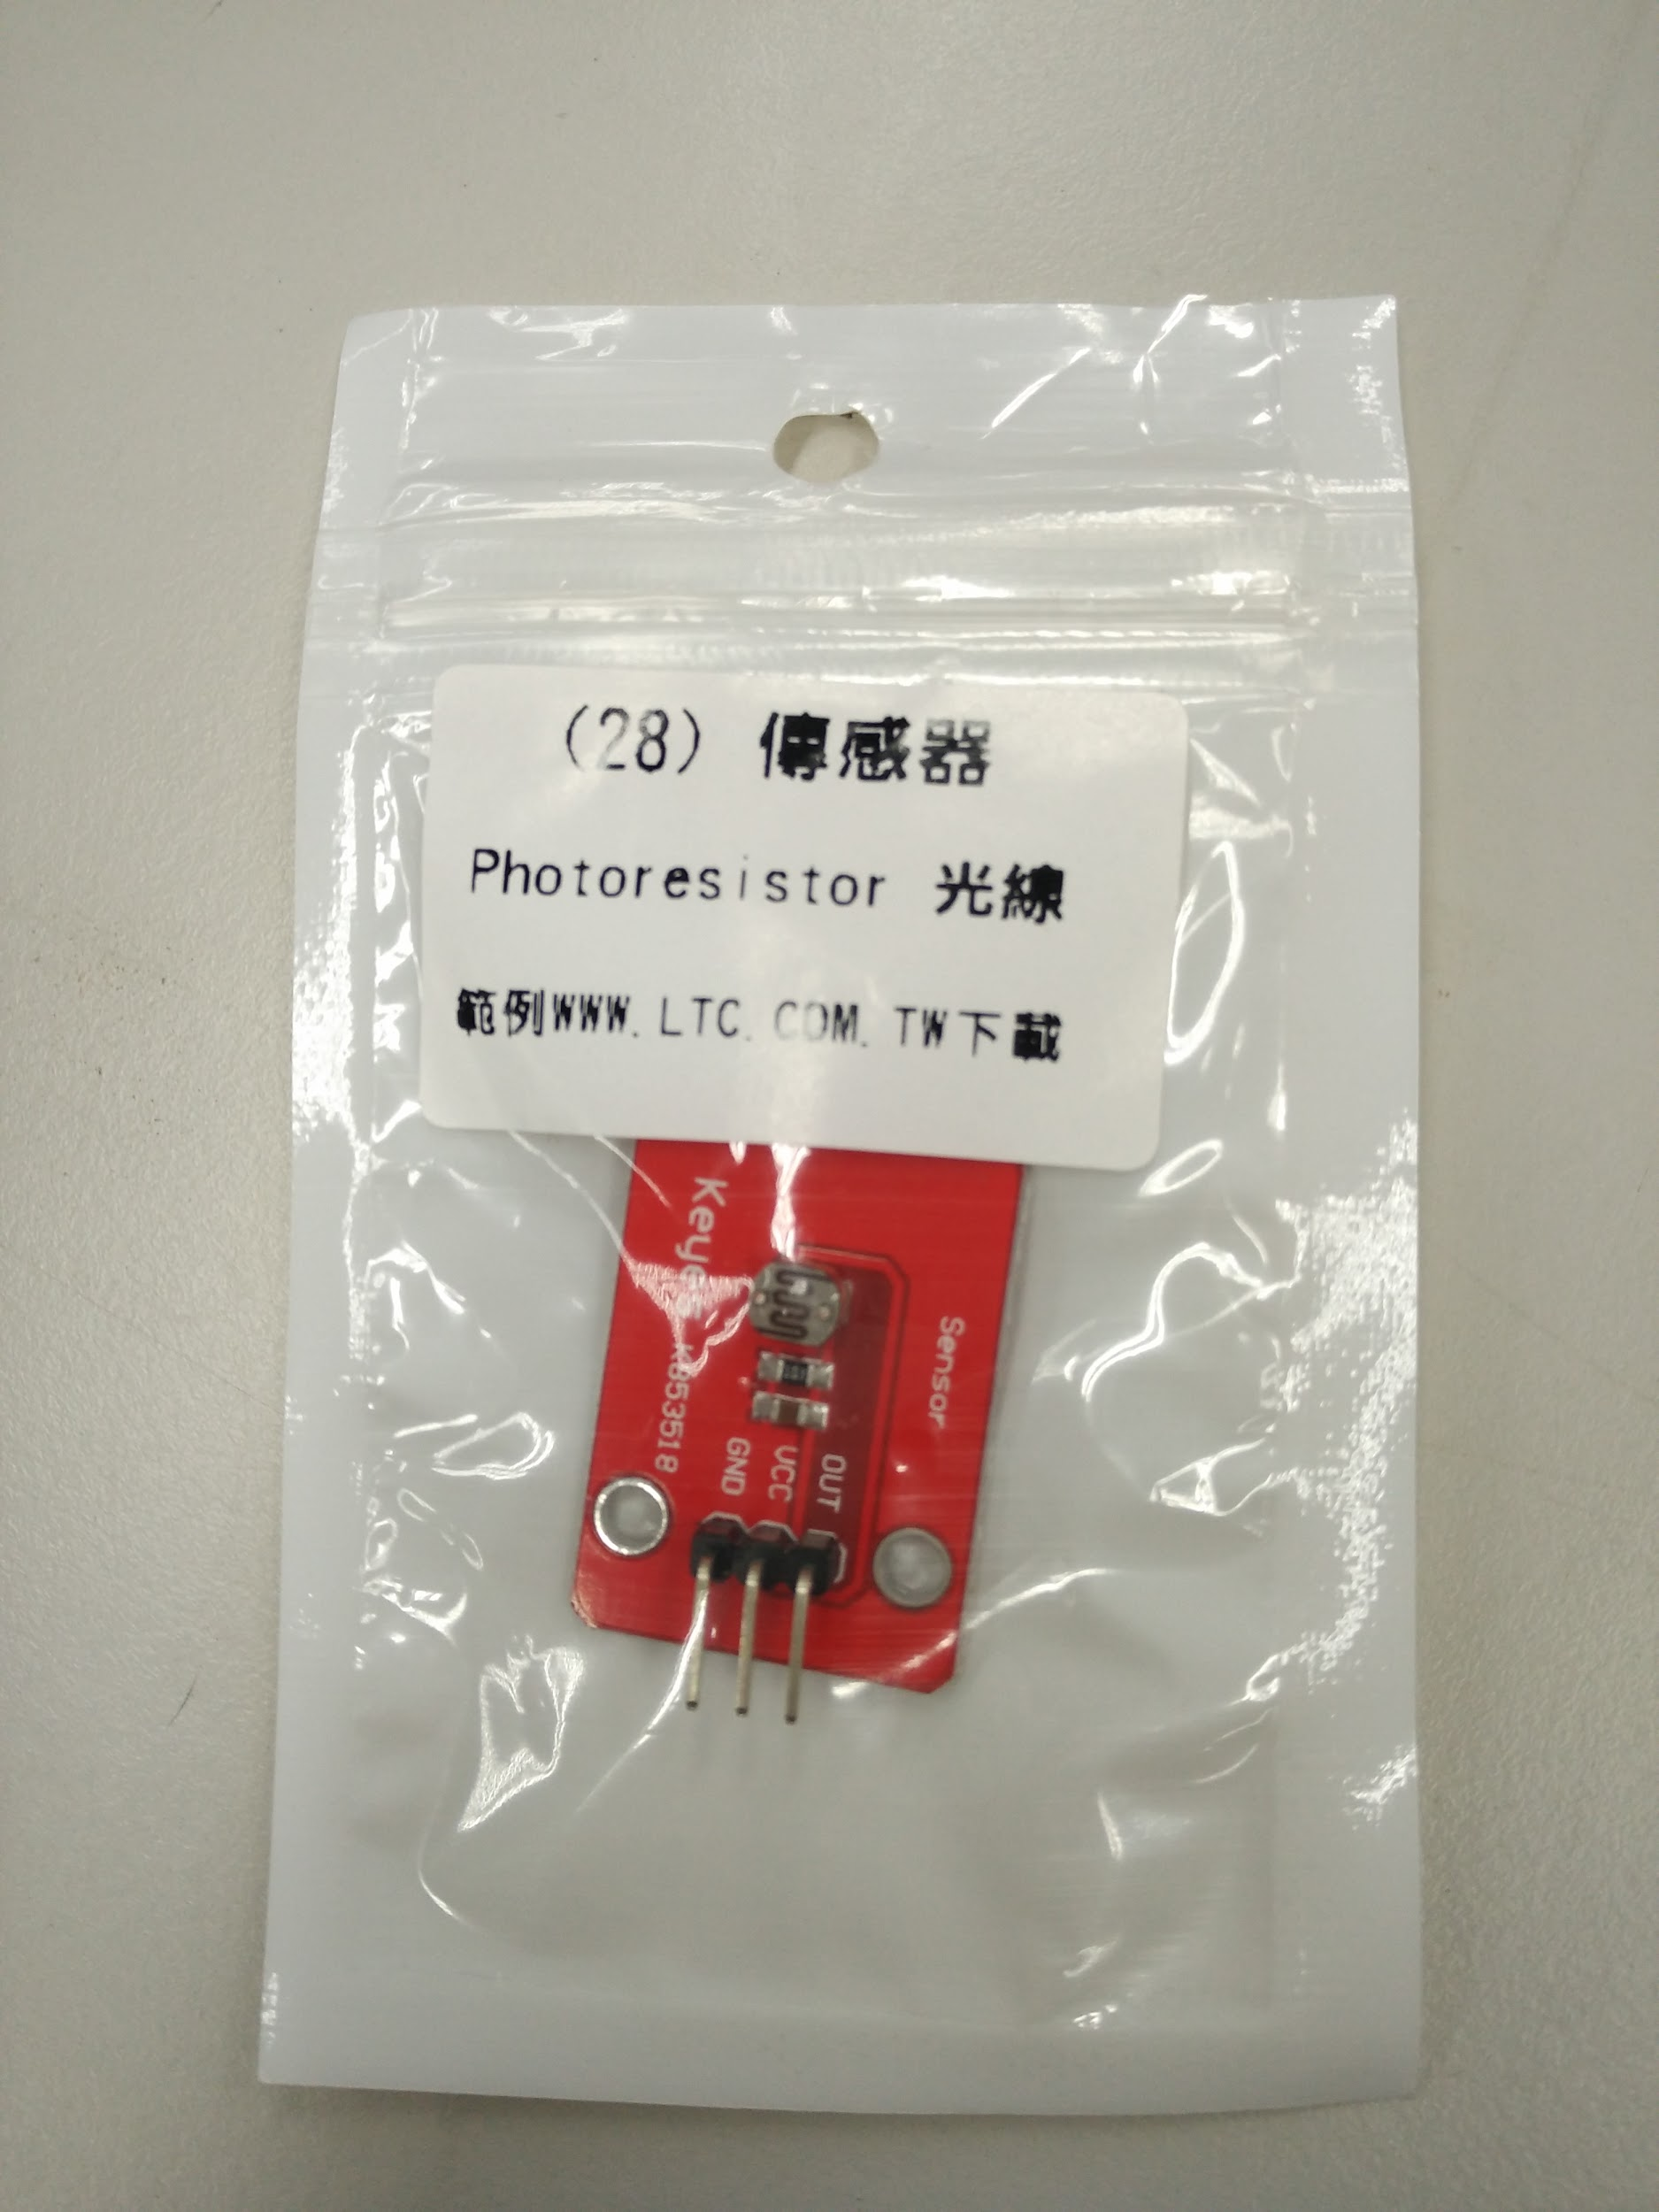 (28) 傳感器
Photoresistor 光線
範例WWW.LTC.COM.TW下載
Sensor
GND
VCC
OUT